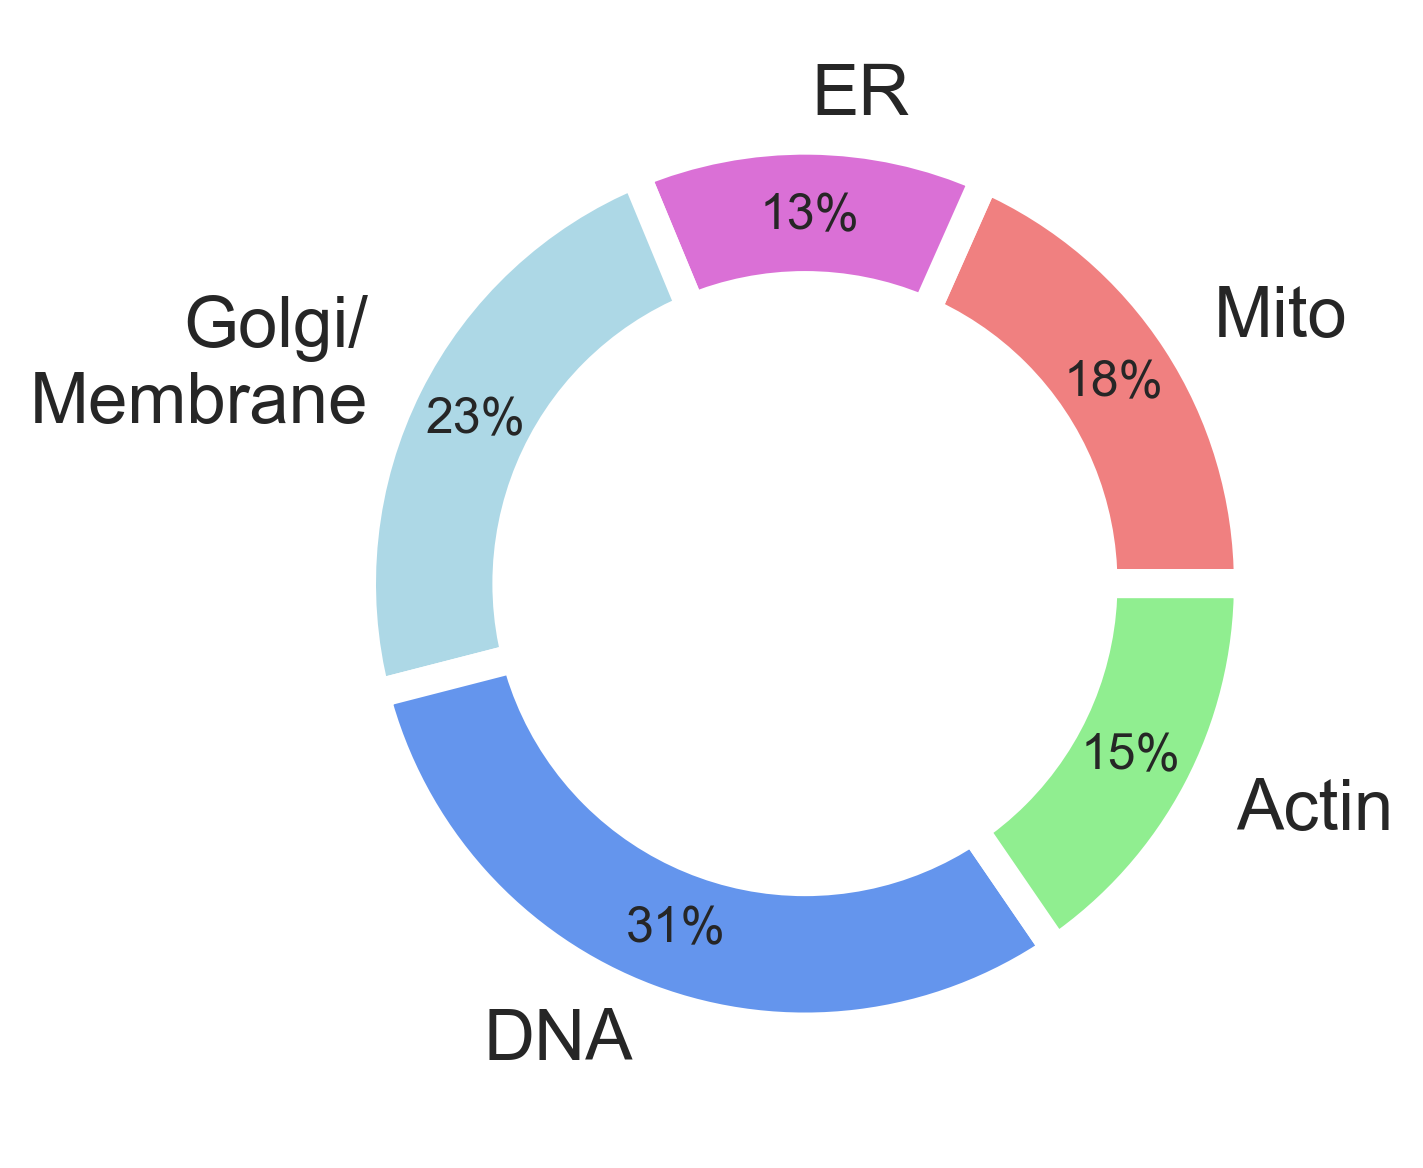 ER
13%
Mito
18%
Golgi/
Membrane
23%
15%
Actin
31%
DNA